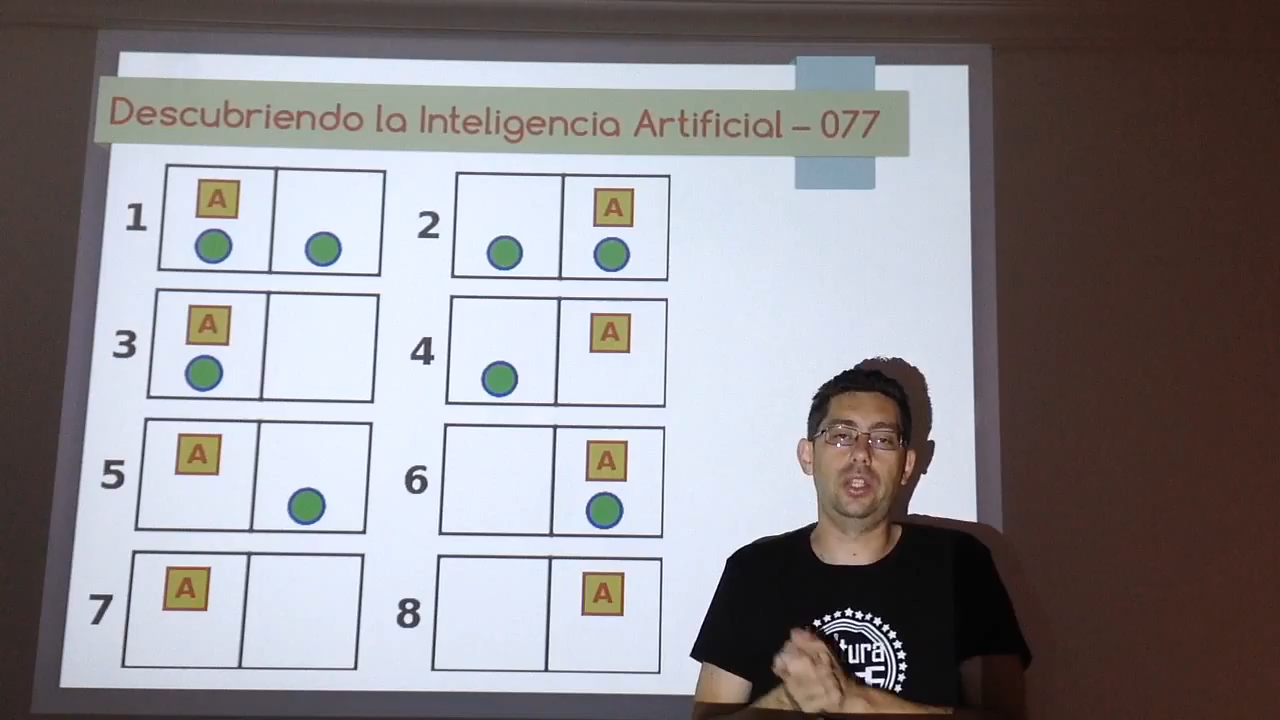 Descubriendo la Inteligencia Artificial – 077
1 A 2 A
3 A 4 A
5 A 6 A
7 A 8 A